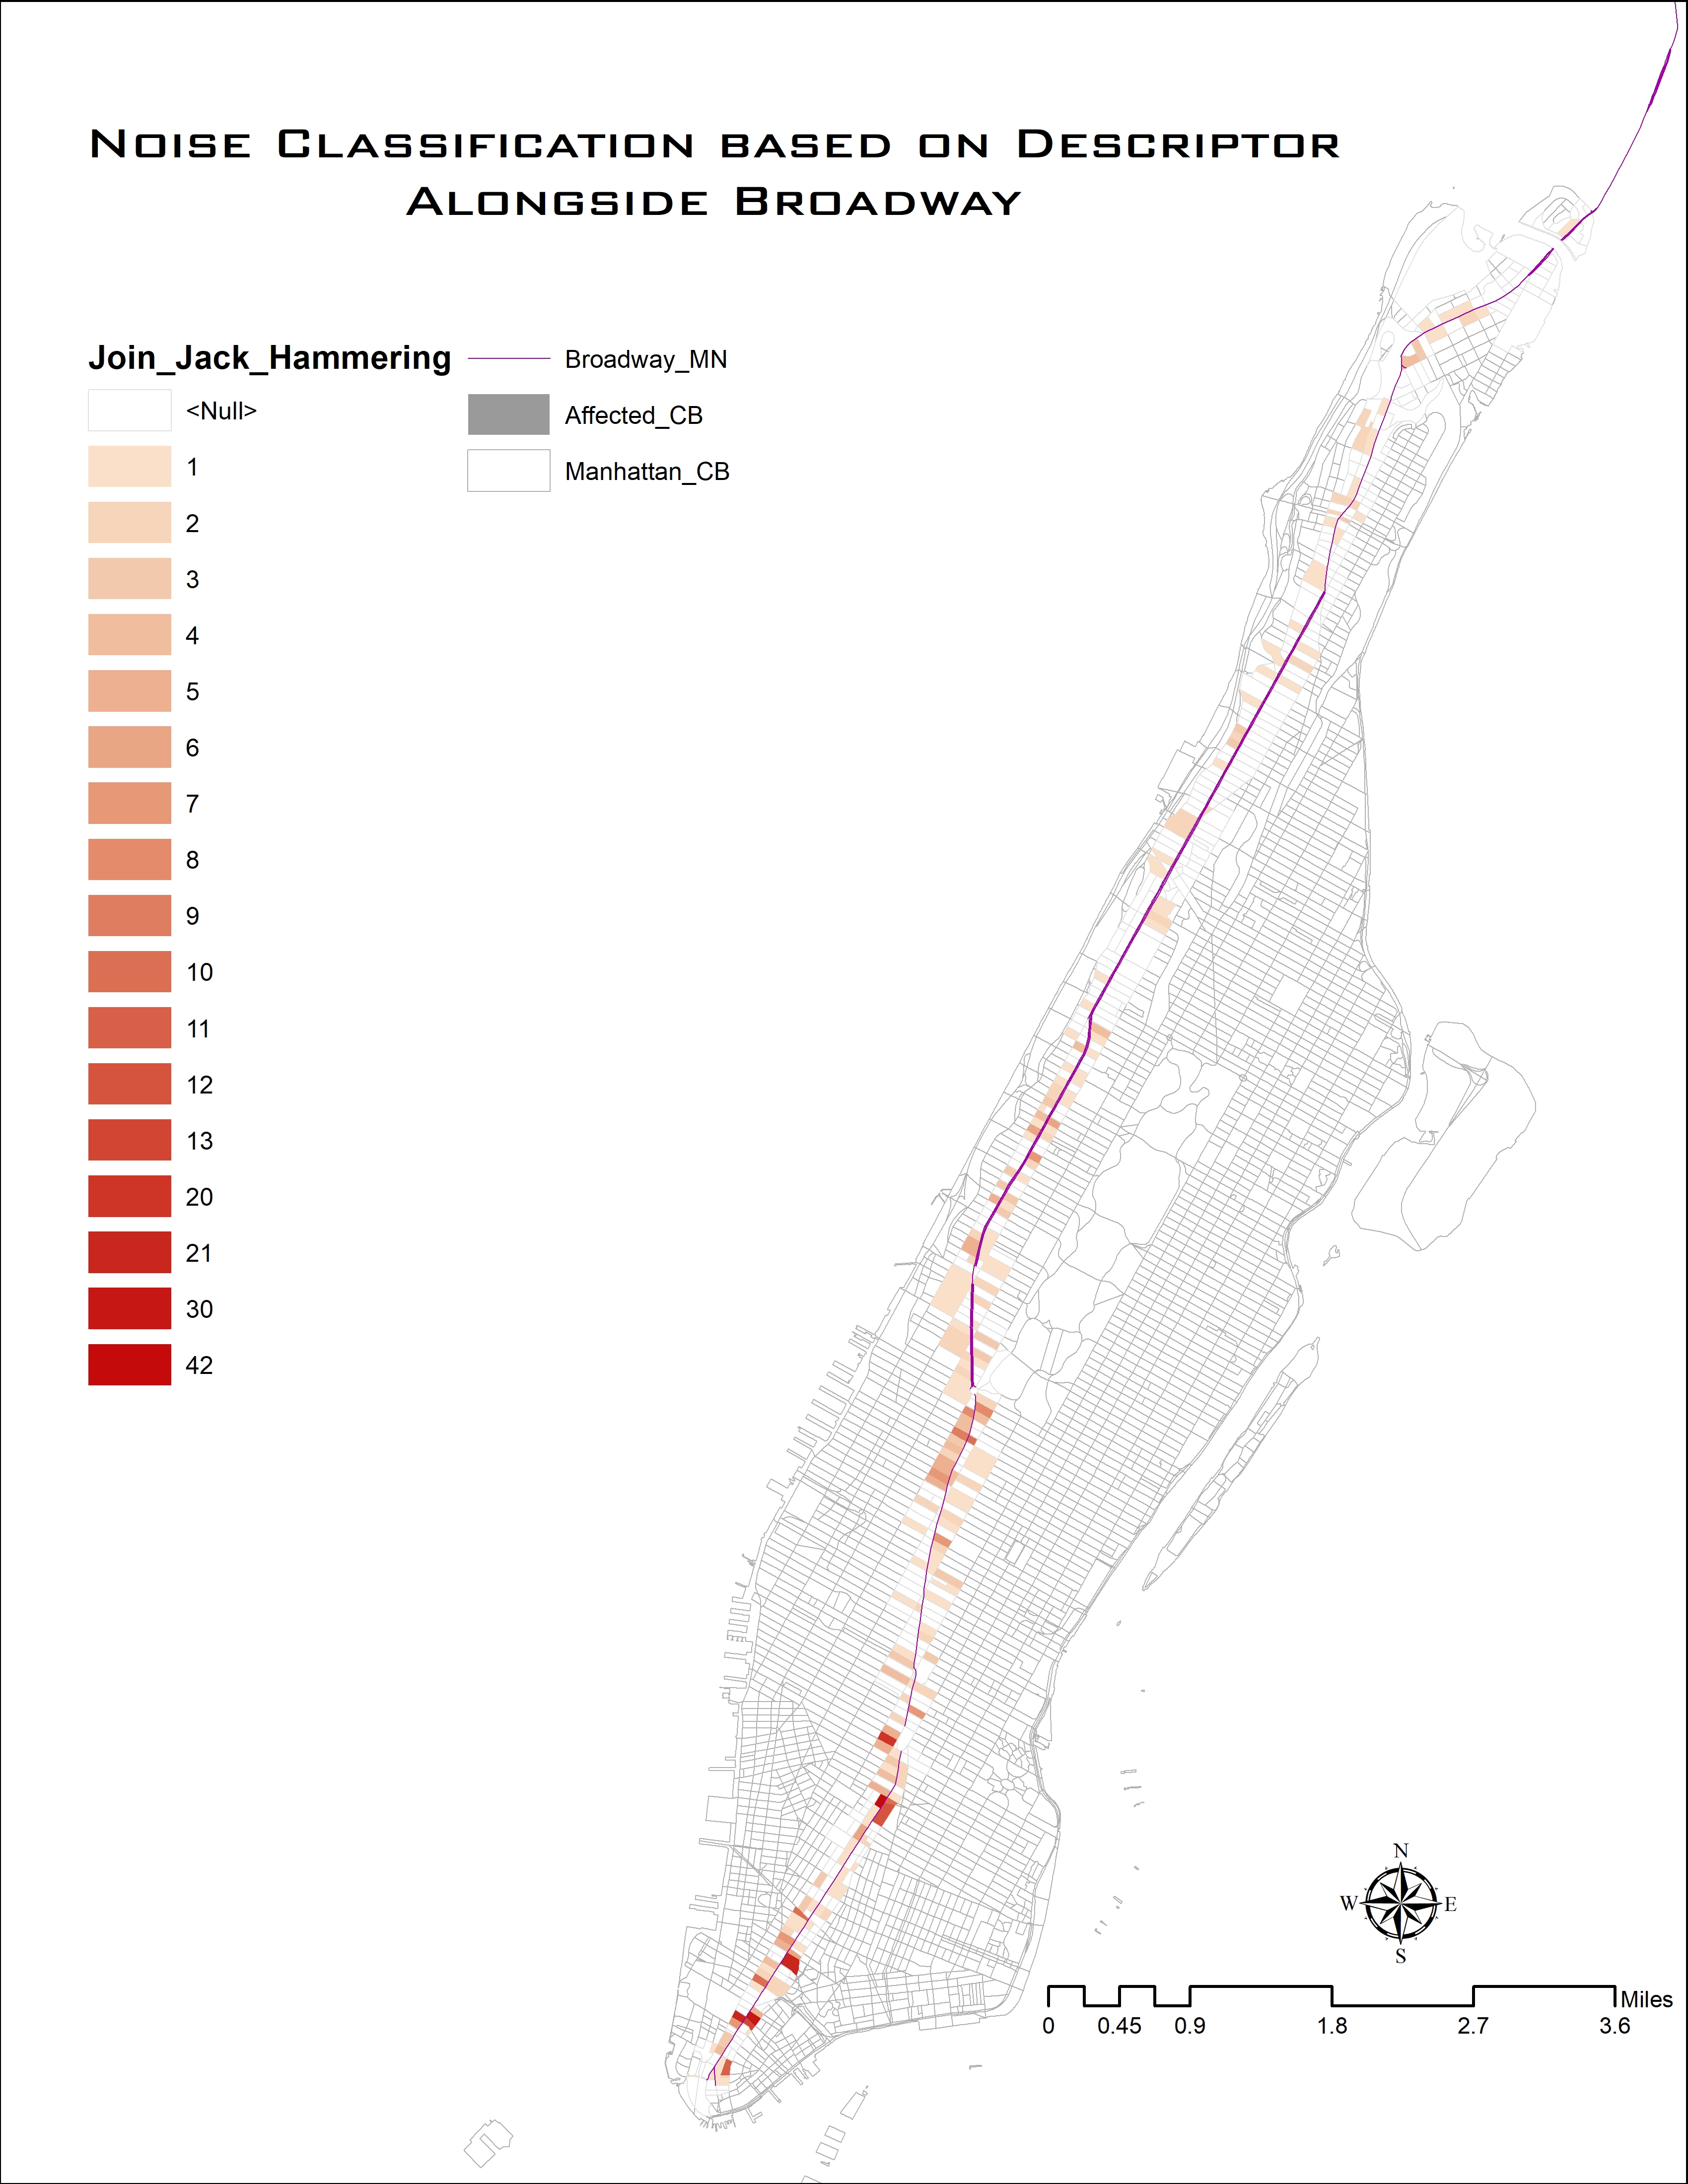 Noise Classification based on Descriptor
Alongside Broadway
Join_Jack_Hammering
<Null>
1
2
3
4
5
6
7
8
9
10
11
12
13
20
21
30
42
Broadway_MN
Affected_CB
Manhattan_CB
N
W E
S
Miles
0 0.45 0.9 1.8 2.7 3.6